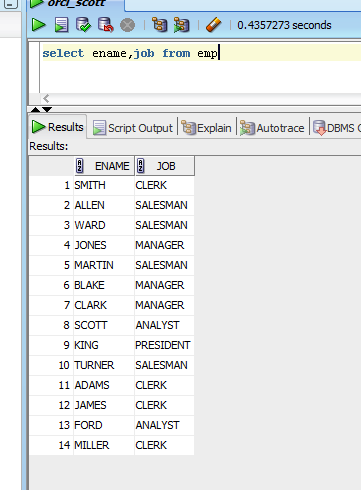 orcl_scott
0.4357273 seconds
select ename,job from emp
Results Script Output Explain Autotrace DBMS
Results:
ENAME JOB
1 SMITH CLERK
2 ALLEN SALESMAN
3 WARD SALESMAN
4 JONES MANAGER
5 MARTIN SALESMAN
6 BLAKE MANAGER
7 CLARK MANAGER
8 SCOTT ANALYST
9 KING PRESIDENT
10 TURNER SALESMAN
11 ADAMS CLERK
12 JAMES CLERK
13 FORD ANALYST
14 MILLER CLERK